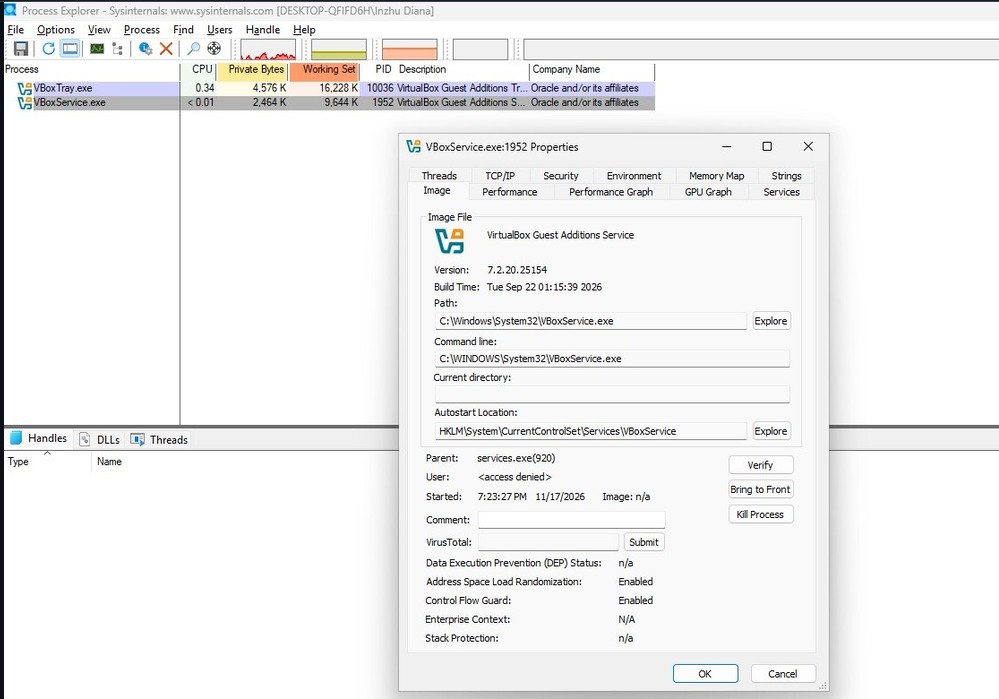 Process Explorer - Sysinternals: www.sysinternals.com [DESKTOP-QFIFD6H\Inzhu Diana]
File Options View Process Find Users Handle Help
Process CPU Private Bytes Working Set PID Description Company Name
VBoxTray.exe 0.34 4,576 K 16,228 K 10036 VirtualBox Guest Additions Tr... Oracle and/or its affiliates
VBoxService.exe < 0.01 2,464 K 9,644 K 1952 VirtualBox Guest Additions S... Oracle and/or its affiliates
VBoxService.exe:1952 Properties
Threads TCP/IP Security Environment Memory Map Strings
Image Performance Performance Graph GPU Graph Services
Image File
VirtualBox Guest Additions Service
Version: 7.2.20.25154
Build Time: Tue Sep 22 01:15:39 2026
Path:
C:\Windows\System32\VBoxService.exe Explore
Command line:
C:\WINDOWS\System32\VBoxService.exe
Current directory:
Autostart Location:
HKLM\System\CurrentControlSet\Services\VBoxService Explore
Handles DLLs Threads
Type Name
Parent: services.exe(920)
Verify
User: <access denied>
Bring to Front
Started: 7:23:27 PM 11/17/2026 Image: n/a
Kill Process
Comment:
VirusTotal: Submit
Data Execution Prevention (DEP) Status: n/a
Address Space Load Randomization: Enabled
Control Flow Guard: Enabled
Enterprise Context: N/A
Stack Protection: n/a
OK Cancel